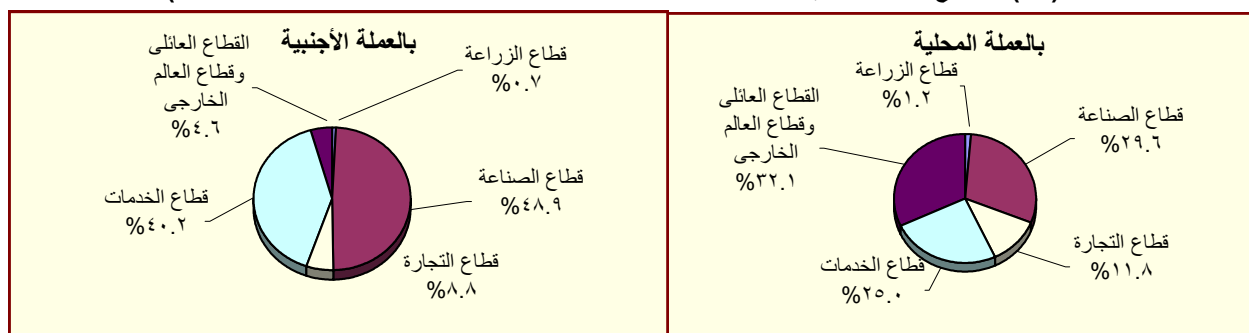 بالعملة المحلية
قطاع الزراعة
%١.٢
قطاع الصناعة
%٢٩.٦
قطاع التجارة
%١١.٨
قطاع الخدمات
%٢٥.٠
القطاع العائلى
وقطاع العالم
الخارجى
%٣٢.١
بالعملة الأجنبية
قطاع الزراعة
%٠.٧
قطاع الصناعة
%٤٨.٩
قطاع التجارة
%٨.٨
قطاع الخدمات
%٤٠.٢
القطاع العائلى
وقطاع العالم
الخارجى
%٤.٦